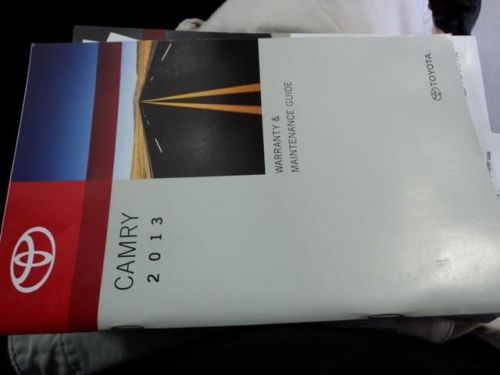 CAMRY
2013
WARRANTY &
MAINTENANCE GUIDE
TOYOTA